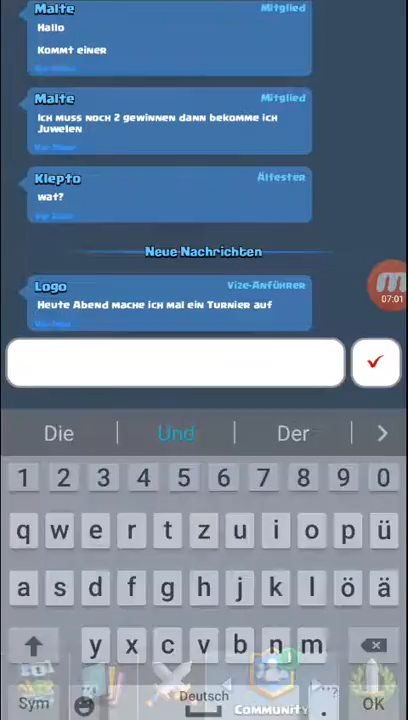 Malte Mitglied
Hallo
Kommt einer
Malte Mitglied
Ich muss noch 2 gewinnen dann bekomme ich
Juwelen
Klepto Ältester
wat?
Neue Nachrichten
Logo Vize-Anführer
Heute Abend mache ich mal ein Turnier auf
07:01
Die Und Der
1 2 3 4 5 6 7 8 9 0
q w e r t z u i o p ü
a s d f g h j k l ö ä
y x c v b n m
Sym Deutsch Community . OK